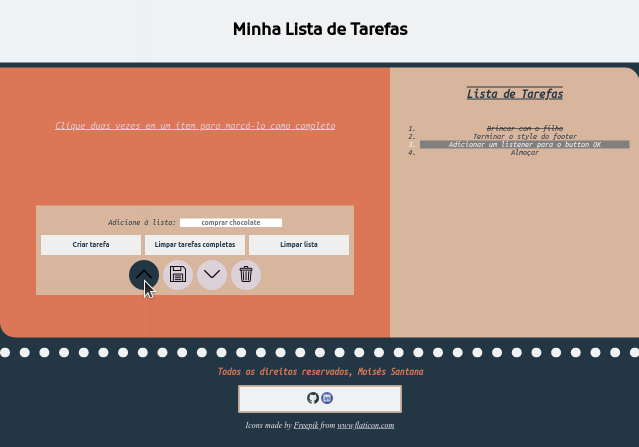 Minha Lista de Tarefas
Clique duas vezes em um item para marcá-lo como completo
Lista de Tarefas
1. Brincar com o filho
2. Terminar o style do footer
3. Adicionar um listener para o button OK
4. Almoçar
Adicione à lista: comprar chocolate
Criar tarefa Limpar tarefas completas Limpar lista
Todos os direitos reservados, Moisés Santana
Icons made by Freepik from www.flaticon.com